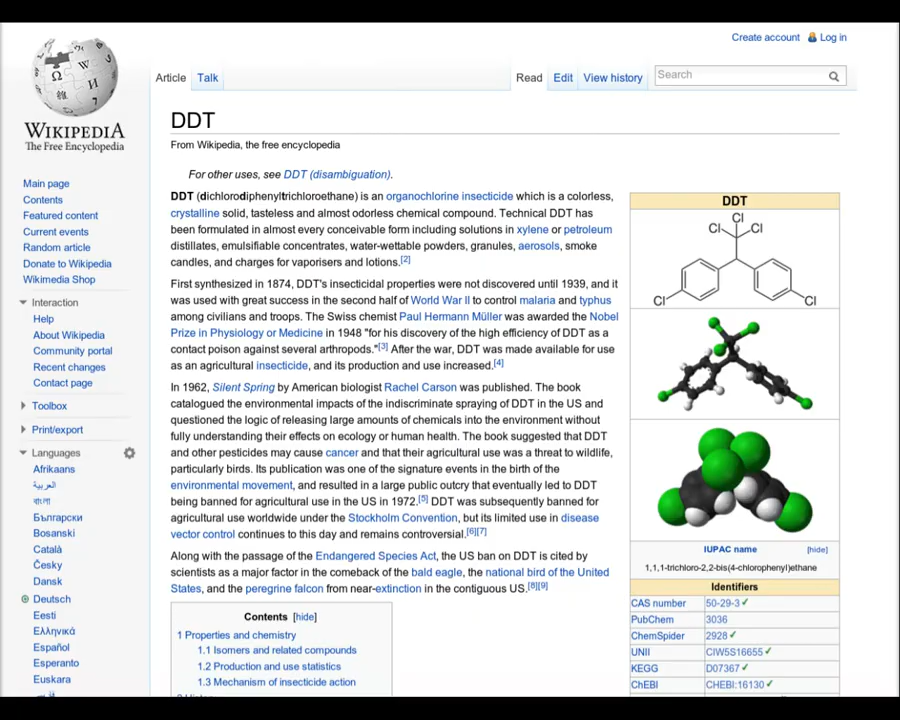 Create account Log in
Article Talk
Read Edit View history Search
WIKIPEDIA
The Free Encyclopedia
Main page
Contents
Featured content
Current events
Random article
Donate to Wikipedia
Wikimedia Shop
Interaction
Help
About Wikipedia
Community portal
Recent changes
Contact page
Toolbox
Print/export
Languages
Afrikaans
العربية
বাংলা
Български
Bosanski
Català
Česky
Dansk
Deutsch
Eesti
Ελληνικά
Español
Esperanto
Euskara
DDT
From Wikipedia, the free encyclopedia
For other uses, see DDT (disambiguation).
DDT (dichlorodiphenyltrichloroethane) is an organochlorine insecticide which is a colorless,
crystalline solid, tasteless and almost odorless chemical compound. Technical DDT has
been formulated in almost every conceivable form including solutions in xylene or petroleum
distillates, emulsifiable concentrates, water-wettable powders, granules, aerosols, smoke
candles, and charges for vaporisers and lotions.[2]
First synthesized in 1874, DDT's insecticidal properties were not discovered until 1939, and it
was used with great success in the second half of World War II to control malaria and typhus
among civilians and troops. The Swiss chemist Paul Hermann Müller was awarded the Nobel
Prize in Physiology or Medicine in 1948 "for his discovery of the high efficiency of DDT as a
contact poison against several arthropods."[3] After the war, DDT was made available for use
as an agricultural insecticide, and its production and use increased.[4]
In 1962, Silent Spring by American biologist Rachel Carson was published. The book
catalogued the environmental impacts of the indiscriminate spraying of DDT in the US and
questioned the logic of releasing large amounts of chemicals into the environment without
fully understanding their effects on ecology or human health. The book suggested that DDT
and other pesticides may cause cancer and that their agricultural use was a threat to wildlife,
particularly birds. Its publication was one of the signature events in the birth of the
environmental movement, and resulted in a large public outcry that eventually led to DDT
being banned for agricultural use in the US in 1972.[5] DDT was subsequently banned for
agricultural use worldwide under the Stockholm Convention, but its limited use in disease
vector control continues to this day and remains controversial.[6][7]
Along with the passage of the Endangered Species Act, the US ban on DDT is cited by
scientists as a major factor in the comeback of the bald eagle, the national bird of the United
States, and the peregrine falcon from near-extinction in the contiguous US.[8][9]
Contents [hide]
1 Properties and chemistry
1.1 Isomers and related compounds
1.2 Production and use statistics
1.3 Mechanism of insecticide action
DDT
Cl
Cl Cl
Cl Cl
IUPAC name [hide]
1,1,1-trichloro-2,2-bis(4-chlorophenyl)ethane
Identifiers
CAS number 50-29-3 ✓
PubChem 3036
ChemSpider 2928 ✓
UNII CIW5S16655 ✓
KEGG D07367 ✓
ChEBI CHEBI:16130 ✓